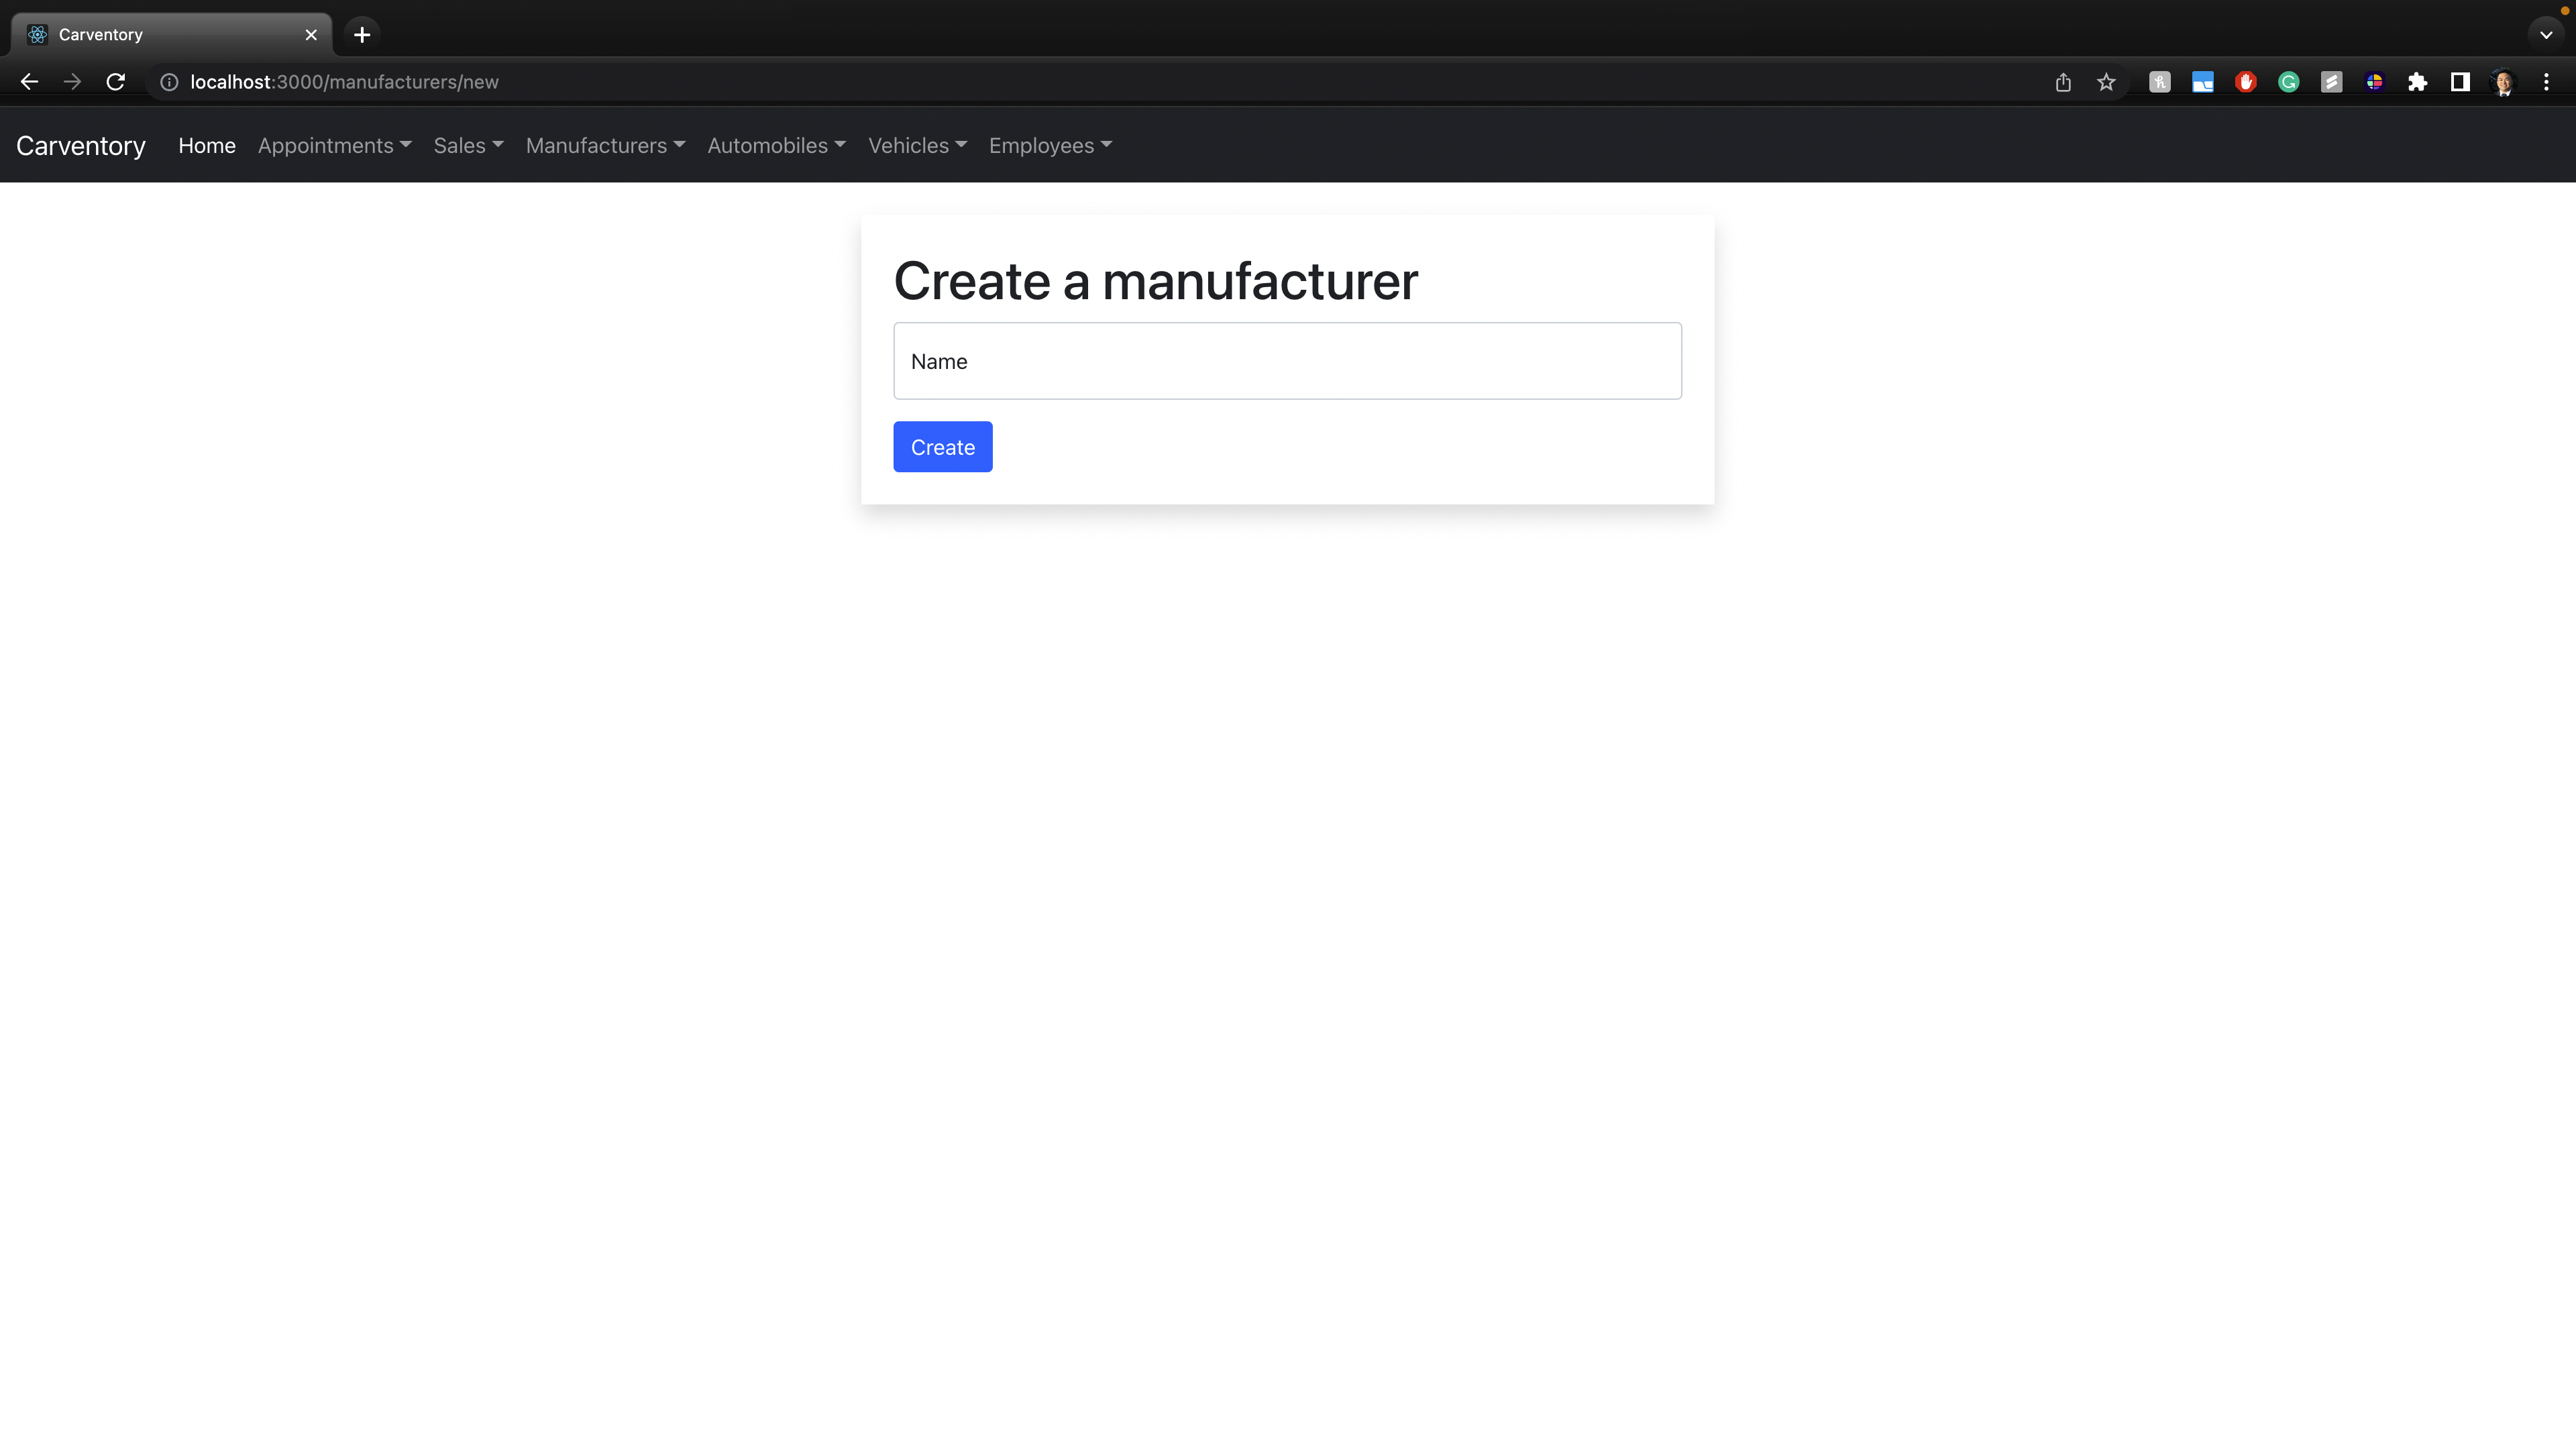 Carventory
localhost:3000/manufacturers/new
Carventory Home Appointments Sales Manufacturers Automobiles Vehicles Employees
Create a manufacturer
Name
Create